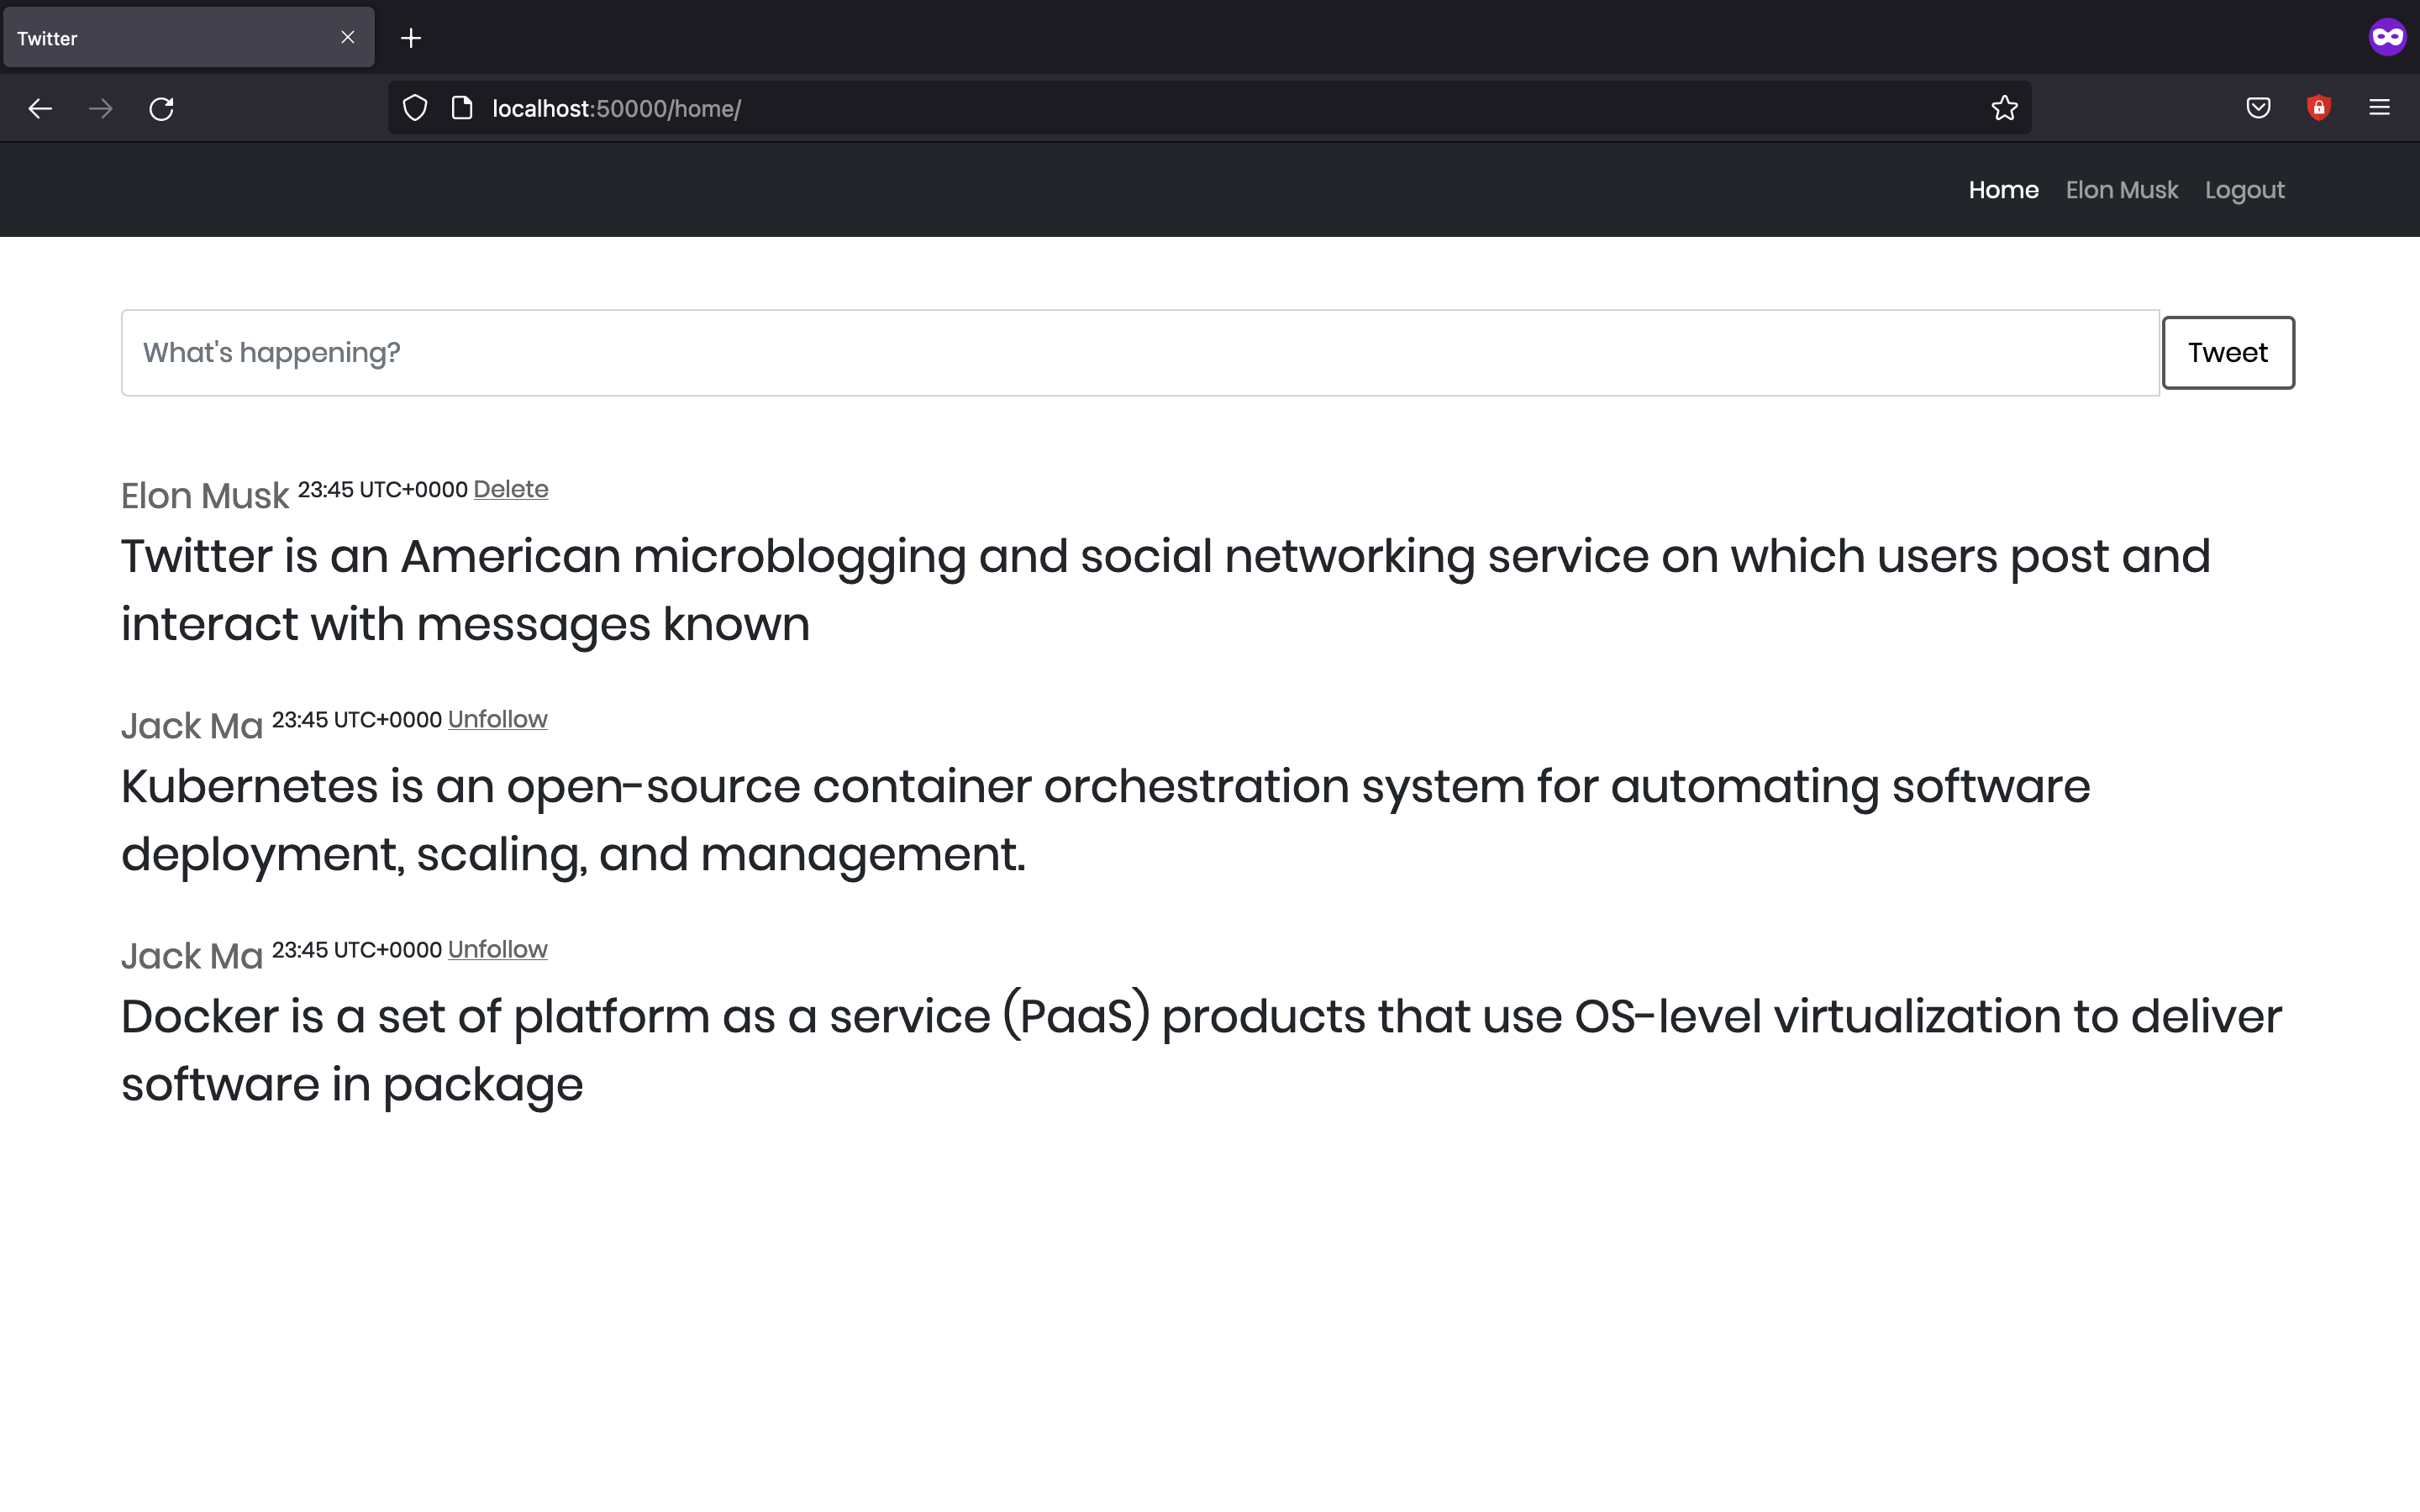 Twitter
localhost:50000/home/
Home Elon Musk Logout
What's happening? Tweet
Elon Musk 23:45 UTC+0000 Delete
Twitter is an American microblogging and social networking service on which users post and
interact with messages known
Jack Ma 23:45 UTC+0000 Unfollow
Kubernetes is an open-source container orchestration system for automating software
deployment, scaling, and management.
Jack Ma 23:45 UTC+0000 Unfollow
Docker is a set of platform as a service (PaaS) products that use OS-level virtualization to deliver
software in package